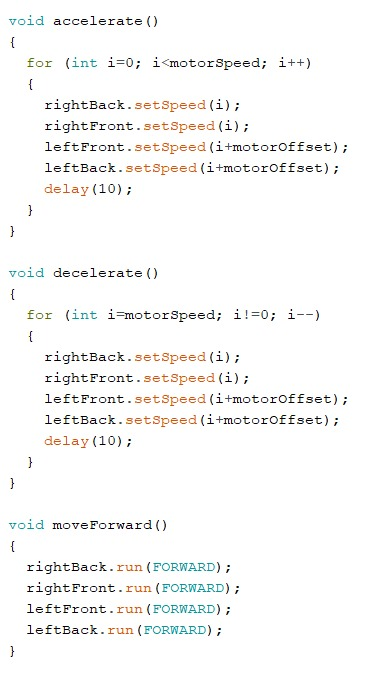 void accelerate()
{
  for (int i=0; i<motorSpeed; i++)
  {
    rightBack.setSpeed(i);
    rightFront.setSpeed(i);
    leftFront.setSpeed(i+motorOffset);
    leftBack.setSpeed(i+motorOffset);
    delay(10);
  }
}

void decelerate()
{
  for (int i=motorSpeed; i!=0; i--)
  {
    rightBack.setSpeed(i);
    rightFront.setSpeed(i);
    leftFront.setSpeed(i+motorOffset);
    leftBack.setSpeed(i+motorOffset);
    delay(10);
  }
}

void moveForward()
{
  rightBack.run(FORWARD);
  rightFront.run(FORWARD);
  leftFront.run(FORWARD);
  leftBack.run(FORWARD);
}